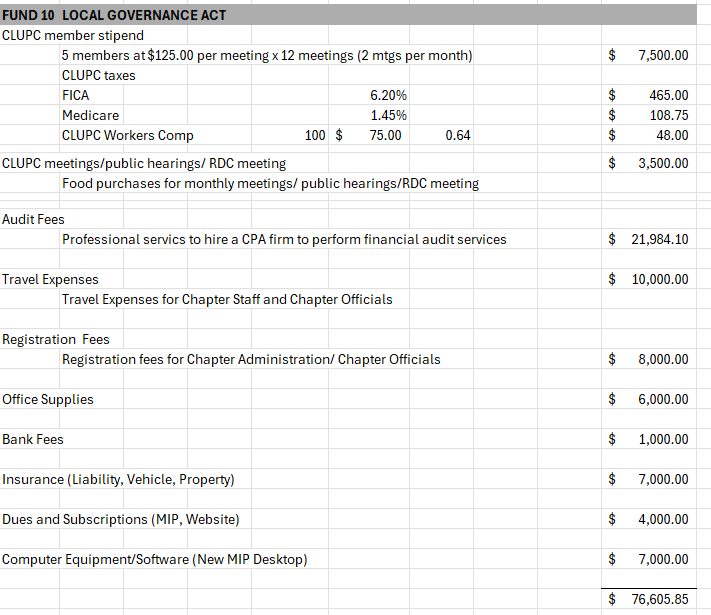 FUND 10 LOCAL GOVERNANCE ACT
CLUPC member stipend
5 members at $125.00 per meeting x 12 meetings (2 mtgs per month) $ 7,500.00
CLUPC taxes
FICA 6.20% $ 465.00
Medicare 1.45% $ 108.75
CLUPC Workers Comp 100 $ 75.00 0.64 $ 48.00
CLUPC meetings/public hearings/ RDC meeting $ 3,500.00
Food purchases for monthly meetings/ public hearings/RDC meeting
Audit Fees
Professional servics to hire a CPA firm to perform financial audit services $ 21,984.10
Travel Expenses $ 10,000.00
Travel Expenses for Chapter Staff and Chapter Officials
Registration Fees
Registration fees for Chapter Administration/ Chapter Officials $ 8,000.00
Office Supplies $ 6,000.00
Bank Fees $ 1,000.00
Insurance (Liability, Vehicle, Property) $ 7,000.00
Dues and Subscriptions (MIP, Website) $ 4,000.00
Computer Equipment/Software (New MIP Desktop) $ 7,000.00
$ 76,605.85